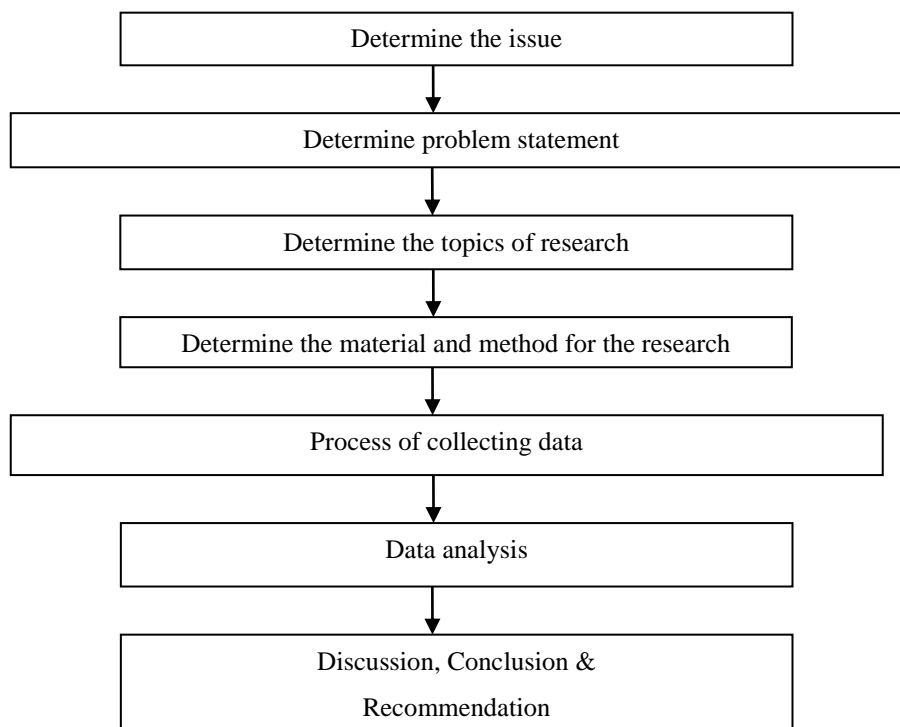 Determine the issue
Determine problem statement
Determine the topics of research
Determine the material and method for the research
Process of collecting data
Data analysis
Discussion, Conclusion &
Recommendation